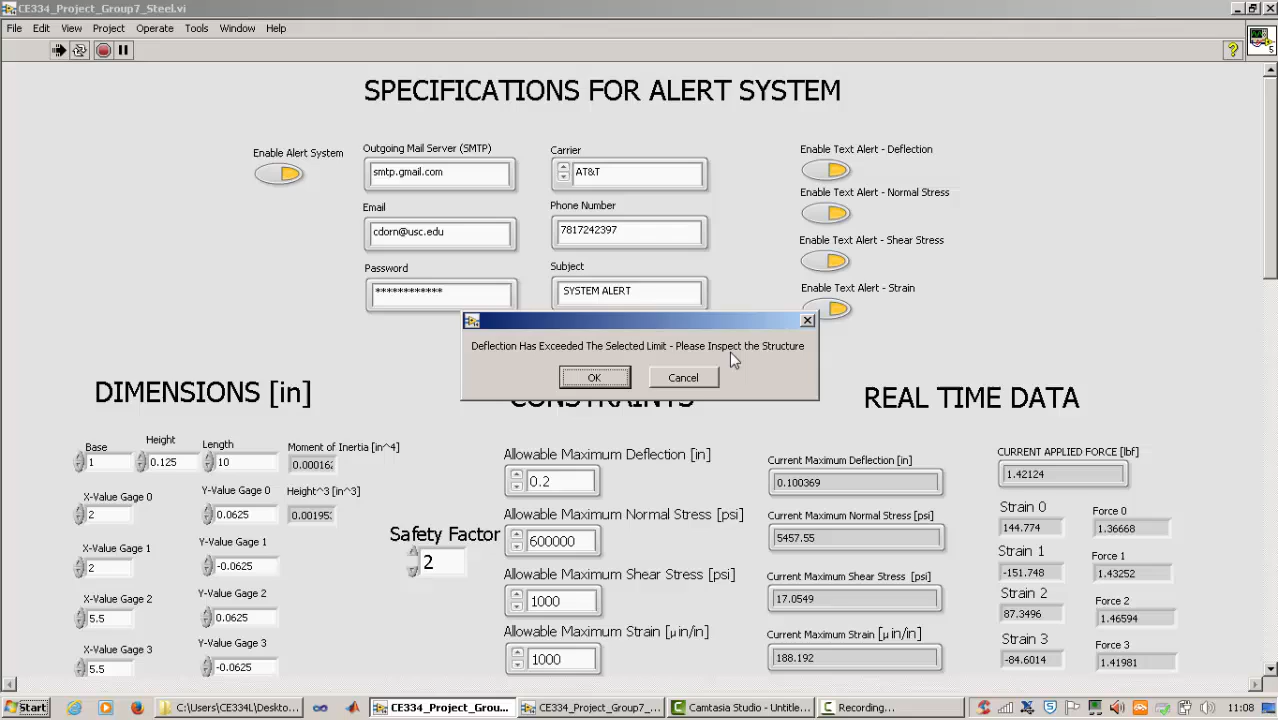 CE334_Project_Group7_Steel.vi
File Edit View Project Operate Tools Window Help
SPECIFICATIONS FOR ALERT SYSTEM
Enable Alert System
Outgoing Mail Server (SMTP)
smtp.gmail.com
Carrier
AT&T
Enable Text Alert - Deflection
Enable Text Alert - Normal Stress
Email
cdorn@usc.edu
Phone Number
7817242397
Enable Text Alert - Shear Stress
Password
************
Subject
SYSTEM ALERT
Enable Text Alert - Strain
Deflection Has Exceeded The Selected Limit - Please Inspect the Structure
OK Cancel
DIMENSIONS [in]
Base
1
Height
0.125
Length
10
Moment of Inertia [in^4]
0.00016
X-Value Gage 0
2
Y-Value Gage 0
0.0625
Height^3 [in^3]
0.00195
X-Value Gage 1
2
Y-Value Gage 1
-0.0625
X-Value Gage 2
5.5
Y-Value Gage 2
0.0625
X-Value Gage 3
5.5
Y-Value Gage 3
-0.0625
Safety Factor
2
CONSTRAINTS
Allowable Maximum Deflection [in]
0.2
Allowable Maximum Normal Stress [psi]
600000
Allowable Maximum Shear Stress [psi]
1000
Allowable Maximum Strain [μin/in]
1000
REAL TIME DATA
Current Maximum Deflection [in]
0.100369
Current Maximum Normal Stress [psi]
5457.55
Current Maximum Shear Stress [psi]
17.0549
Current Maximum Strain [μin/in]
188.192
CURRENT APPLIED FORCE [lbf]
1.42124
Strain 0
144.774
Force 0
1.36668
Strain 1
-151.748
Force 1
1.43252
Strain 2
87.3496
Force 2
1.46594
Strain 3
-84.6014
Force 3
1.41981
Start
C:\Users\CE334L\Deskto...
CE334_Project_Grou...
CE334_Project_Group7_...
Camtasia Studio - Untitle...
Recording...
11:08